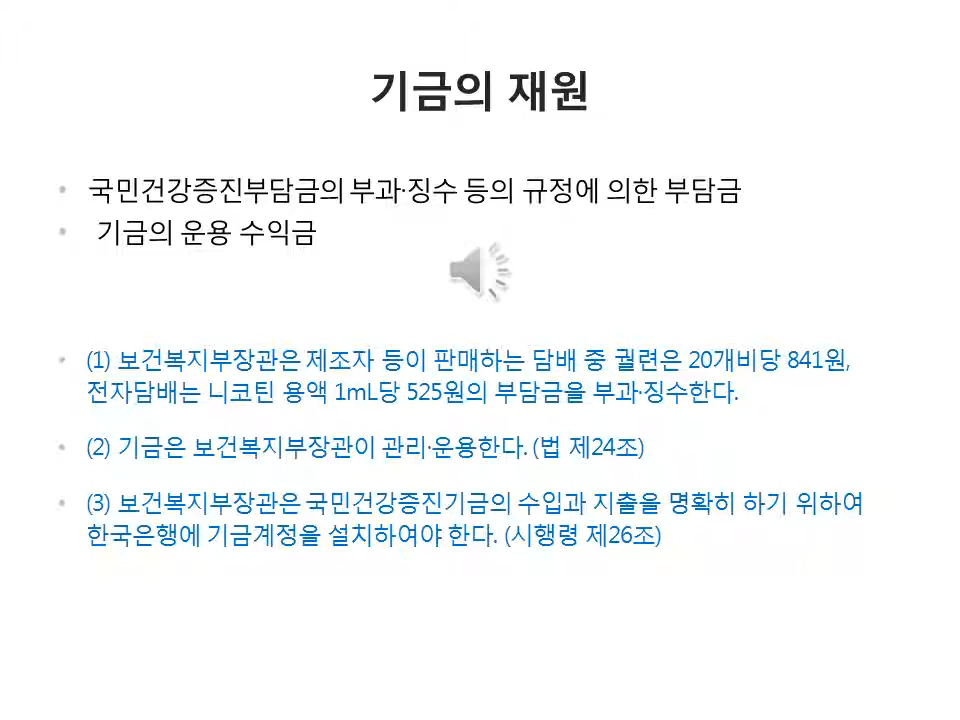 기금의 재원
• 국민건강증진부담금의 부과·징수 등의 규정에 의한 부담금
• 기금의 운용 수익금
• (1) 보건복지부장관은 제조자 등이 판매하는 담배 중 궐련은 20개비당 841원,
전자담배는 니코틴 용액 1mL당 525원의 부담금을 부과·징수한다.
• (2) 기금은 보건복지부장관이 관리·운용한다. (법 제24조)
• (3) 보건복지부장관은 국민건강증진기금의 수입과 지출을 명확히 하기 위하여
한국은행에 기금계정을 설치하여야 한다. (시행령 제26조)